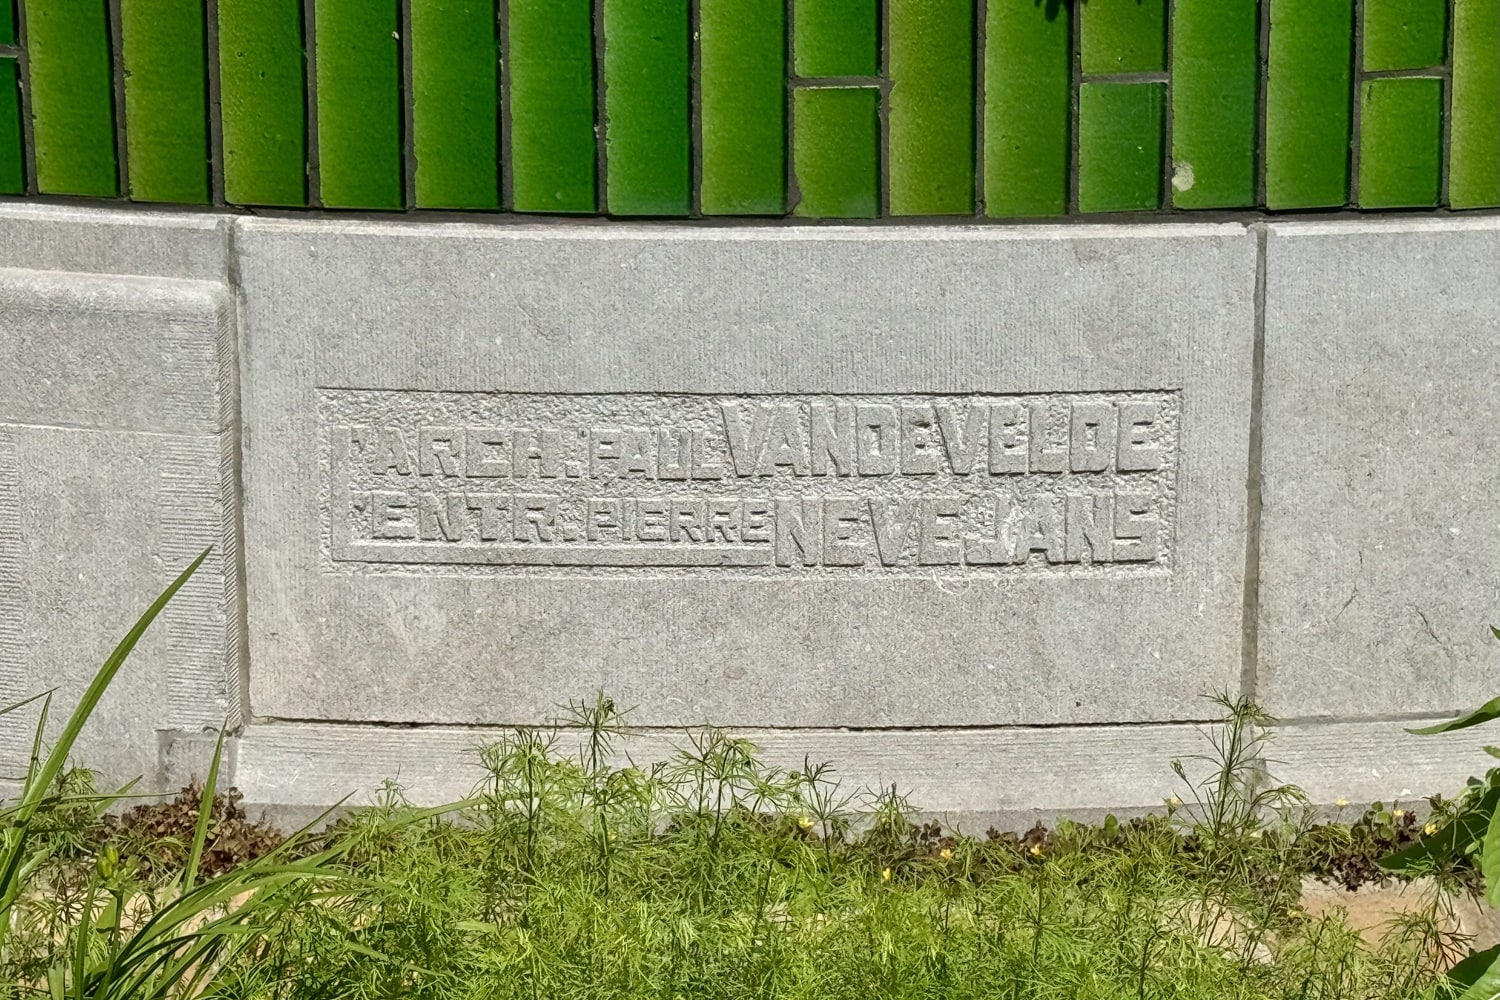 L'ARCH. PAUL VANDEVELDE
L'ENTR. PIERRE NEVEJANS